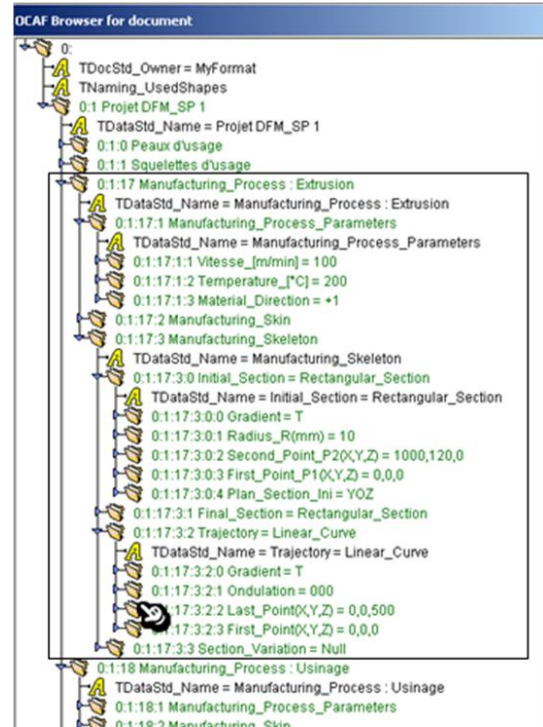 OCAF Browser for document
0:
TDocStd_Owner = MyFormat
TNaming_UsedShapes
0:1 Projet DFM_SP 1
TDataStd_Name = Projet DFM_SP 1
0:1:0 Peaux d'usage
0:1:1 Squelettes d'usage
0:1:17 Manufacturing_Process : Extrusion
TDataStd_Name = Manufacturing_Process : Extrusion
0:1:17:1 Manufacturing_Process_Parameters
TDataStd_Name = Manufacturing_Process_Parameters
0:1:17:1:1 Vitesse_[m/min] = 100
0:1:17:1:2 Temperature_[°C] = 200
0:1:17:1:3 Material_Direction = +1
0:1:17:2 Manufacturing_Skin
0:1:17:3 Manufacturing_Skeleton
TDataStd_Name = Manufacturing_Skeleton
0:1:17:3:0 Initial_Section = Rectangular_Section
TDataStd_Name = Initial_Section = Rectangular_Section
0:1:17:3:0:0 Gradient = T
0:1:17:3:0:1 Radius_R(mm) = 10
0:1:17:3:0:2 Second_Point_P2(X,Y,Z) = 1000,120,0
0:1:17:3:0:3 First_Point_P1(X,Y,Z) = 0,0,0
0:1:17:3:0:4 Plan_Section_Ini = YOZ
0:1:17:3:1 Final_Section = Rectangular_Section
0:1:17:3:2 Trajectory = Linear_Curve
TDataStd_Name = Trajectory = Linear_Curve
0:1:17:3:2:0 Gradient = T
0:1:17:3:2:1 Ondulation = 000
:17:3:2:2 Last_Point(X,Y,Z) = 0,0,500
:17:3:2:3 First_Point(X,Y,Z) = 0,0,0
0:1:17:3:3 Section_Variation = Null
0:1:18 Manufacturing_Process : Usinage
TDataStd_Name = Manufacturing_Process : Usinage
0:1:18:1 Manufacturing_Process_Parameters
0:1:18:2 Manufacturing_Skin